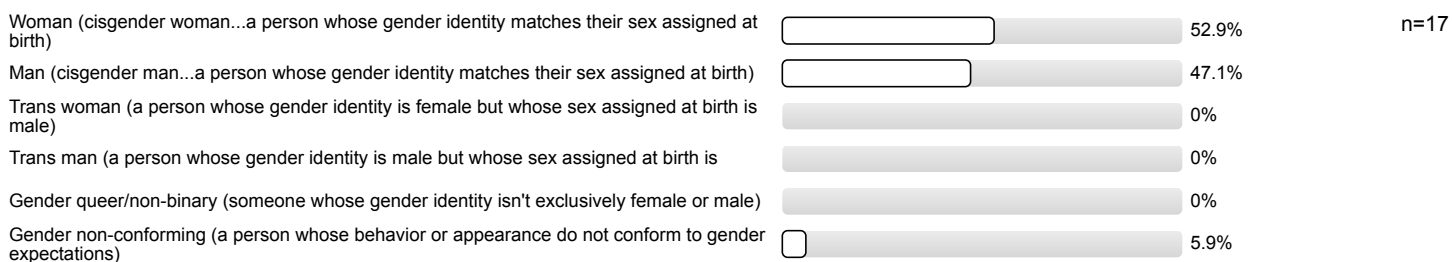 Woman (cisgender woman...a person whose gender identity matches their sex assigned at
birth)
52.9%
n=17
Man (cisgender man...a person whose gender identity matches their sex assigned at birth)
47.1%
Trans woman (a person whose gender identity is female but whose sex assigned at birth is
male)
0%
Trans man (a person whose gender identity is male but whose sex assigned at birth is
0%
Gender queer/non-binary (someone whose gender identity isn't exclusively female or male)
0%
Gender non-conforming (a person whose behavior or appearance do not conform to gender
expectations)
5.9%